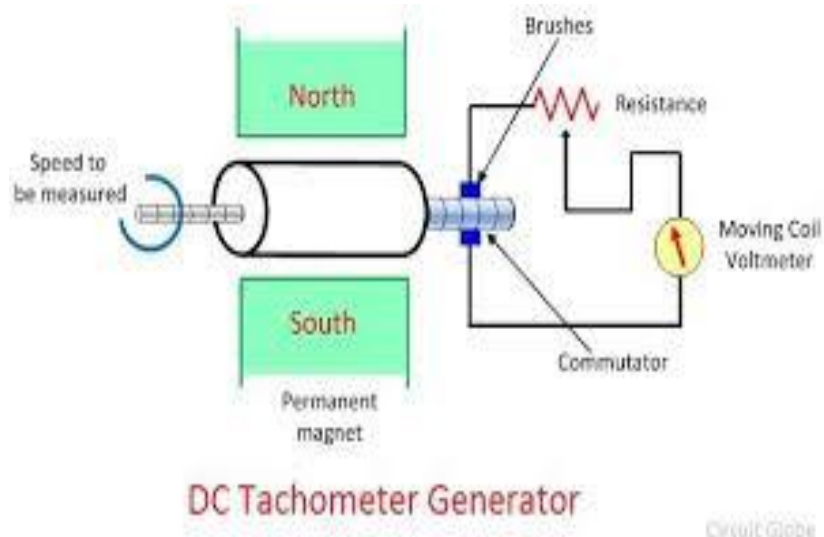 Brushes
North
Resistance
Speed to
be measured
Moving Coil
Voltmeter
South
Commutator
Permanent
magnet
DC Tachometer Generator
Circuit Globe